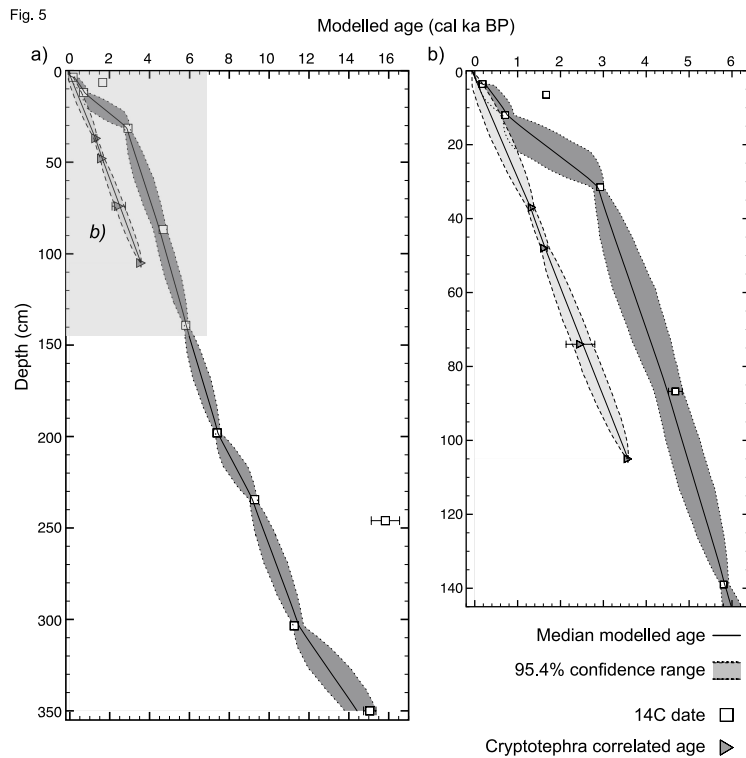 Fig. 5
Modelled age (cal ka BP)
a)
0 2 4 6 8 10 12 14 16
0
50
100
150
200
250
300
350
Depth (cm)
b)
b)
0 1 2 3 4 5 6
0
20
40
60
80
100
120
140
Median modelled age
95.4% confidence range
14C date
Cryptotephra correlated age